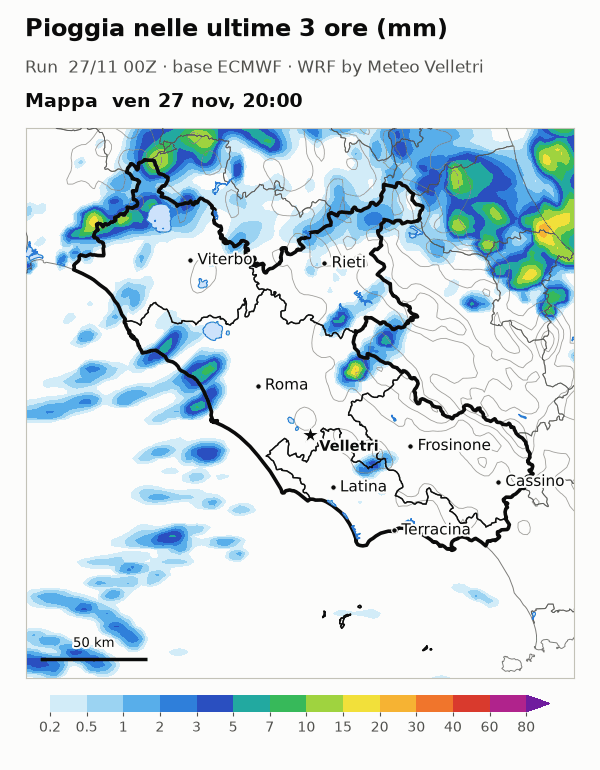 Pioggia nelle ultime 3 ore (mm)
Run  27/11 00Z · base ECMWF · WRF by Meteo Velletri
Mappa  ven 27 nov, 20:00
Viterbo
Rieti
Roma
Velletri
Frosinone
Cassino
Latina
Terracina
50 km
0.2 0.5 1 2 3 5 7 10 15 20 30 40 60 80